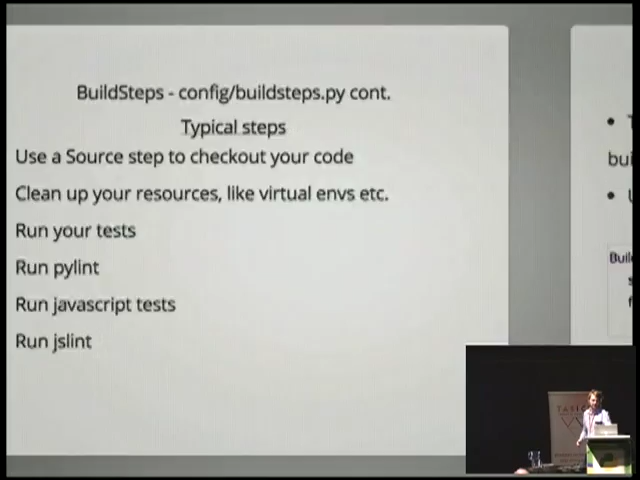 BuildSteps - config/buildsteps.py cont.
Typical steps
Use a Source step to checkout your code
Clean up your resources, like virtual envs etc.
Run your tests
Run pylint
Run javascript tests
Run jslint